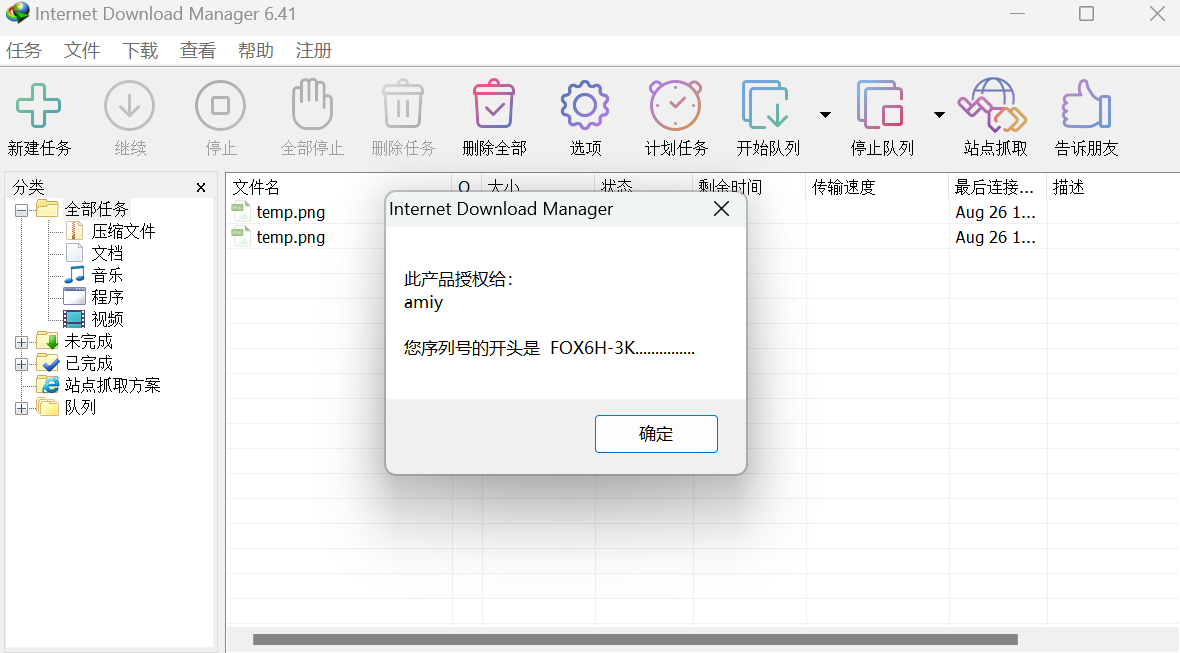 Internet Download Manager 6.41
任务 文件 下载 查看 帮助 注册
新建任务 继续 停止 全部停止 删除任务 删除全部 选项 计划任务 开始队列 停止队列 站点抓取 告诉朋友
分类
全部任务
压缩文件
文档
音乐
程序
视频
未完成
已完成
站点抓取方案
队列
文件名 Q 大小 状态 剩余时间 传输速度 最后连接... 描述
temp.png Aug 26 1...
temp.png Aug 26 1...
Internet Download Manager
此产品授权给：
amiy
您序列号的开头是 FOX6H-3K...............
确定